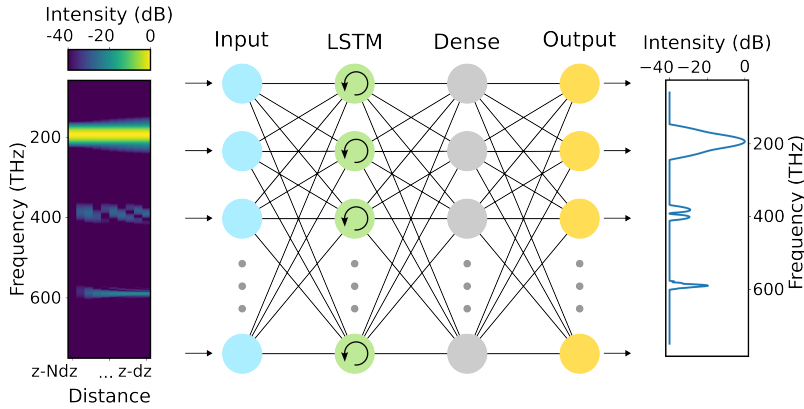 Intensity (dB)
-40 -20 0
Frequency (THz)
200
400
600
z-Ndz ... z-dz
Distance
Input
LSTM
Dense
Output
Intensity (dB)
−40 −20 0
200
400
600
Frequency (THz)